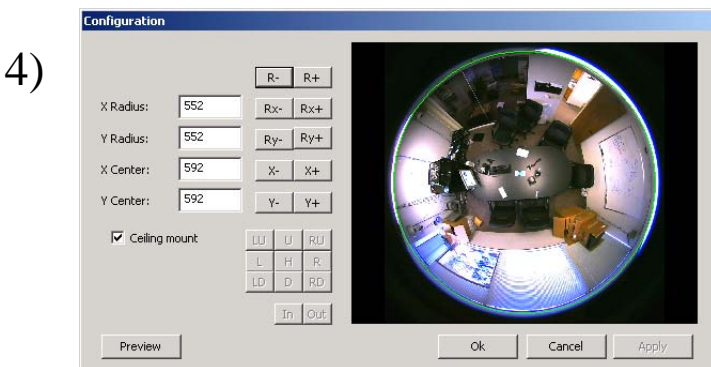 Configuration
4)
R- R+
X Radius: 552 Rx- Rx+
Y Radius: 552 Ry- Ry+
X Center: 592 X- X+
Y Center: 592 Y- Y+
Ceiling mount
LU U RU
L H R
LD D RD
In Out
Preview Ok Cancel Apply